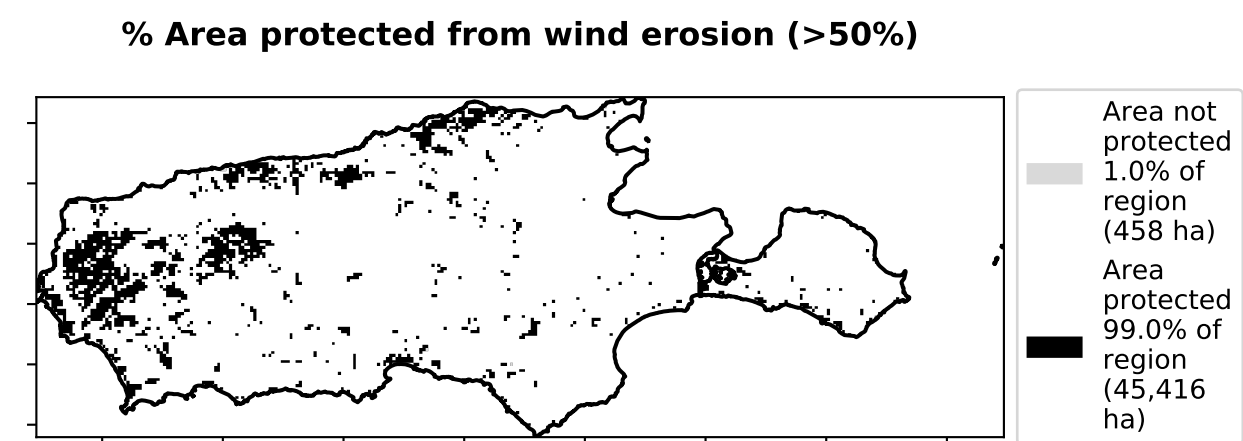 % Area protected from wind erosion (>50%)
Area not
protected
1.0% of
region
(458 ha)
Area
protected
99.0% of
region
(45,416
ha)